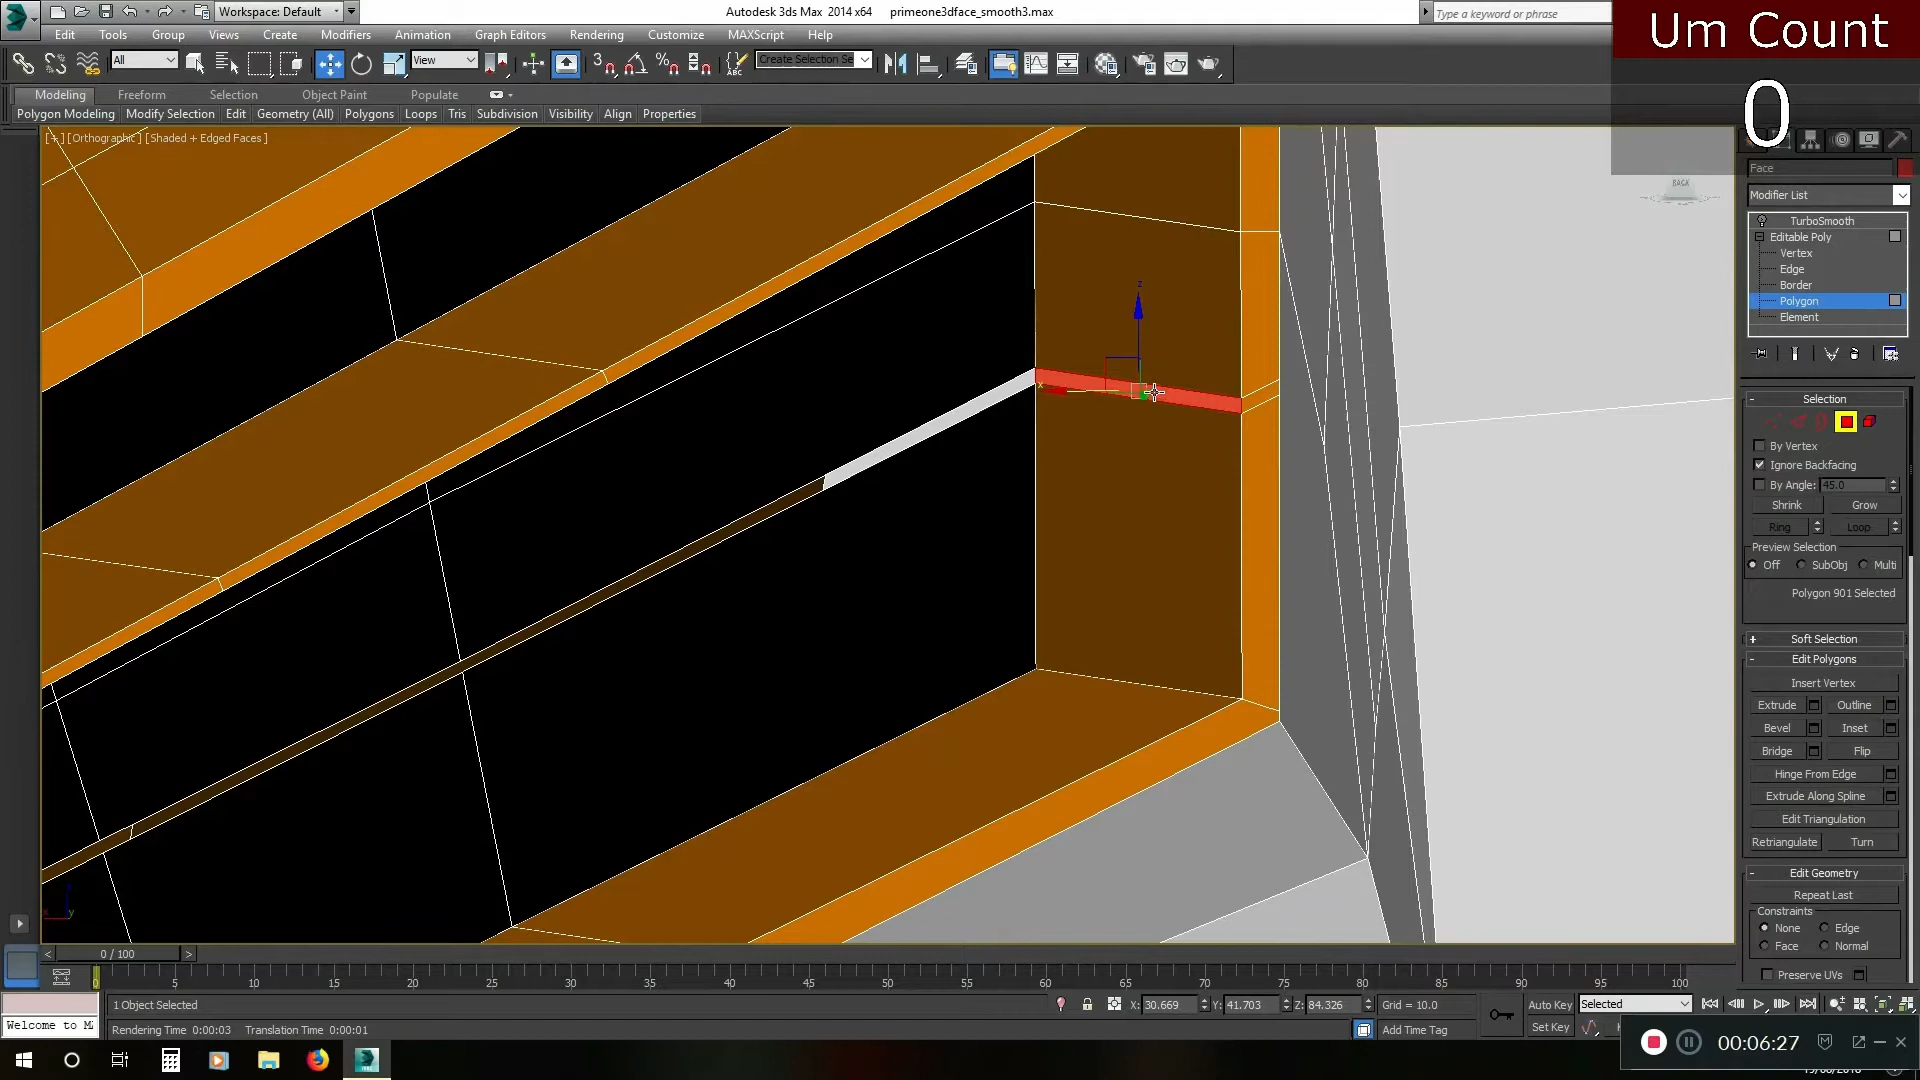 Workspace: Default
Autodesk 3ds Max 2014 x64 primeone3dface_smooth3.max
Type a keyword or phrase
Um Count
0
Edit Tools Group Views Create Modifiers Animation Graph Editors Rendering Customize MAXScript Help
All View Create Selection Se
Modeling Freeform Selection Object Paint Populate
Polygon Modeling Modify Selection Edit Geometry (All) Polygons Loops Tris Subdivision Visibility Align Properties
[+] [Orthographic] [Shaded + Edged Faces]
BACK
z
x
Face
Modifier List
TurboSmooth
Editable Poly
Vertex
Edge
Border
Polygon
Element
- Selection
By Vertex
Ignore Backfacing
By Angle: 45.0
Shrink Grow
Ring Loop
Preview Selection
Off SubObj Multi
Polygon 901 Selected
+ Soft Selection
- Edit Polygons
Insert Vertex
Extrude Outline
Bevel Inset
Bridge Flip
Hinge From Edge
Extrude Along Spline
Edit Triangulation
Retriangulate Turn
- Edit Geometry
Repeat Last
Constraints
None Edge
Face Normal
Preserve UVs
< 0 / 100 >
0 5 10 15 20 25 30 35 40 45 50 55 60 65 70 75 80 85 90 95 100
1 Object Selected
X: 30.669 Y: 41.703 Z: 84.326 Grid = 10.0
Auto Key Selected
Welcome to M
Rendering Time 0:00:03 Translation Time 0:00:01
Add Time Tag
Set Key
00:06:27